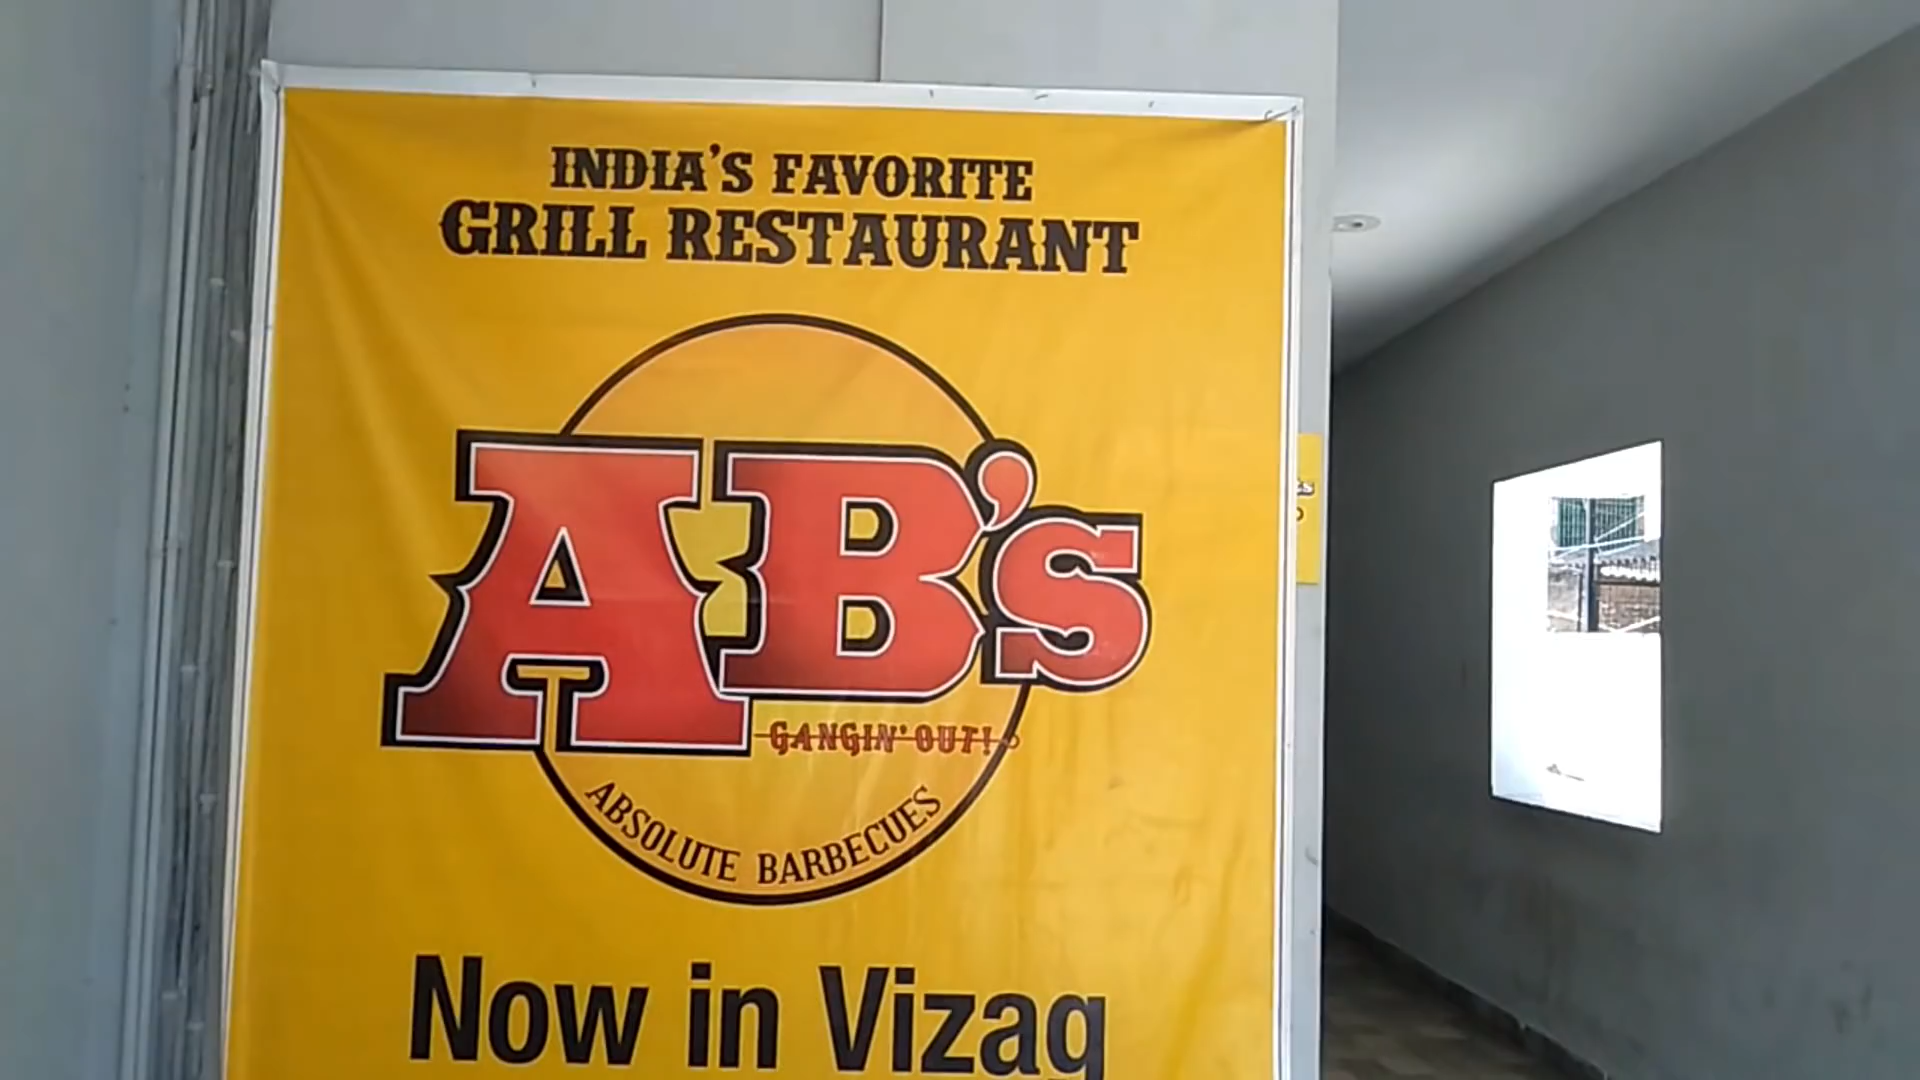 INDIA'S FAVORITE
GRILL RESTAURANT
AB's
GANGIN' OUT!
ABSOLUTE BARBECUES
Now in Vizag